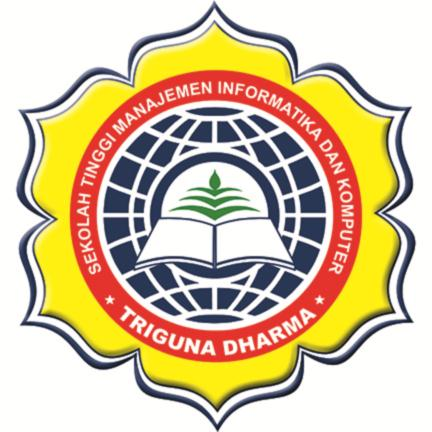 SEKOLAH TINGGI MANAJEMEN INFORMATIKA DAN KOMPUTER
TRIGUNA DHARMA